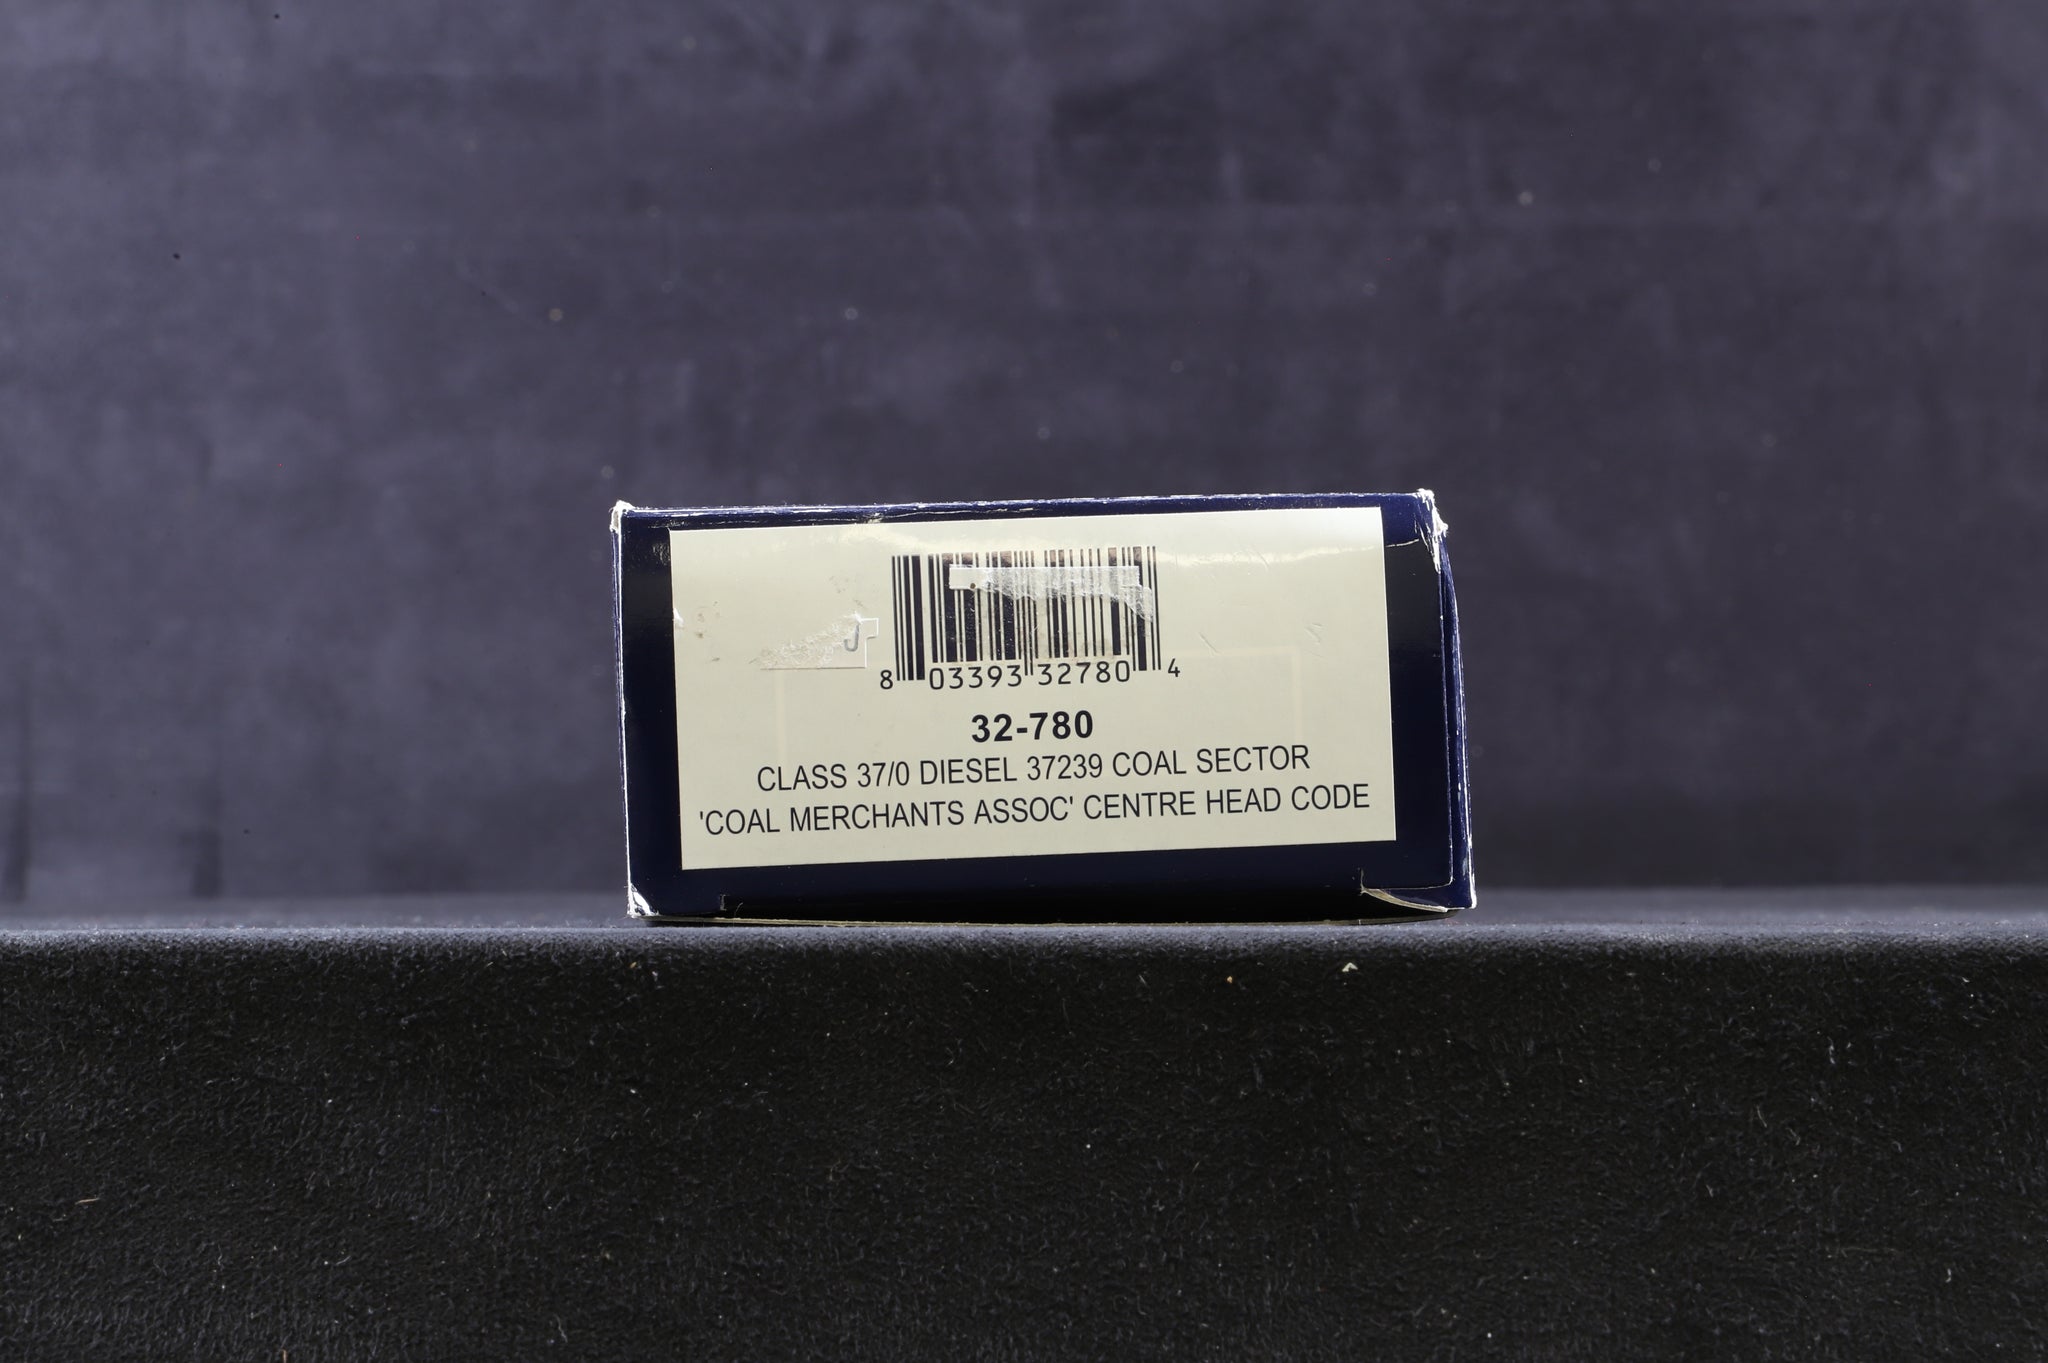 J
8 03393 32780 4
32-780
CLASS 37/0 DIESEL 37239 COAL SECTOR
'COAL MERCHANTS ASSOC' CENTRE HEAD CODE